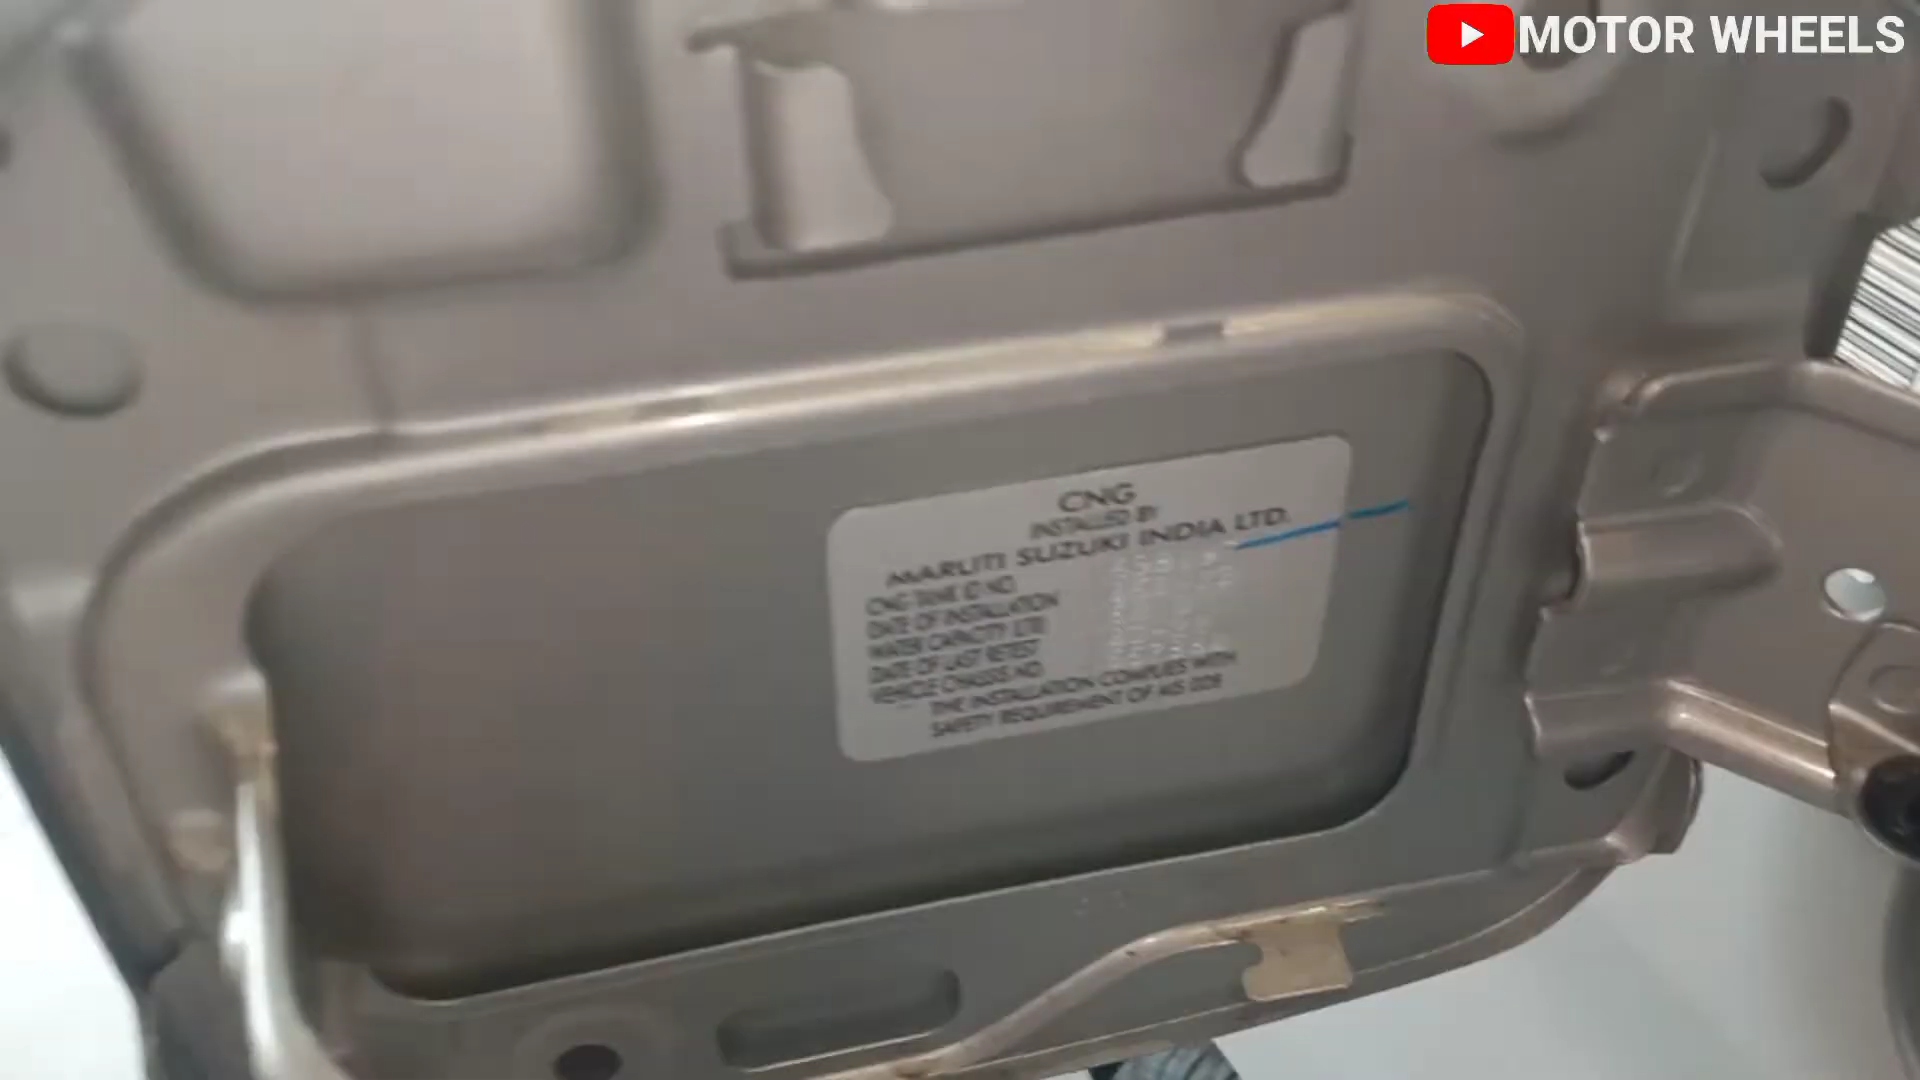 MOTOR WHEELS
CNG
INSTALLED BY
MARUTI SUZUKI INDIA LTD.
CNG TANK ID NO.
DATE OF INSTALLATION
WATER CAPACITY LTR
DATE OF LAST RETEST
VEHICLE CHASSIS NO.
THE INSTALLATION COMPLIES WITH
SAFETY REQUIREMENT OF AIS 028